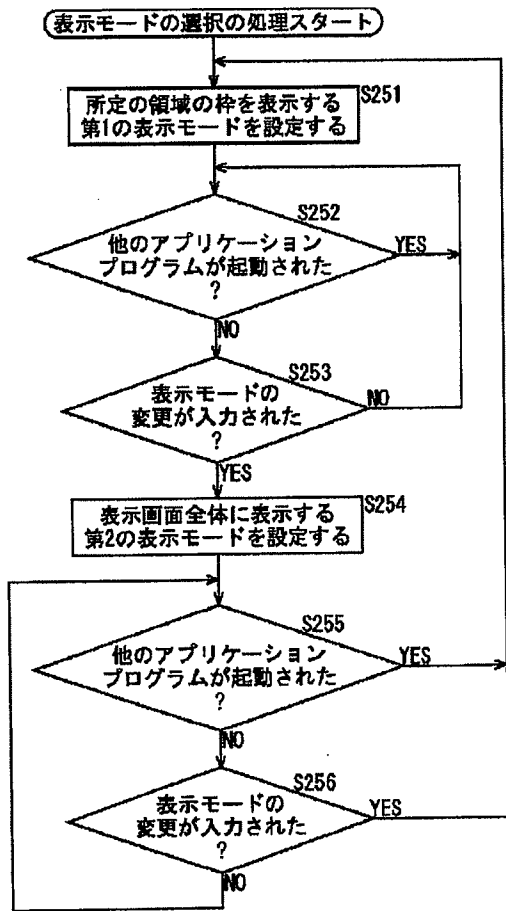 表示モードの選択の処理スタート
S251
所定の領域の枠を表示する
第1の表示モードを設定する
S252
他のアプリケーション
プログラムが起動された
?
YES
NO
S253
表示モードの
変更が入力された
?
NO
YES
S254
表示画面全体に表示する
第2の表示モードを設定する
S255
他のアプリケーション
プログラムが起動された
?
YES
NO
S256
表示モードの
変更が入力された
?
YES
NO